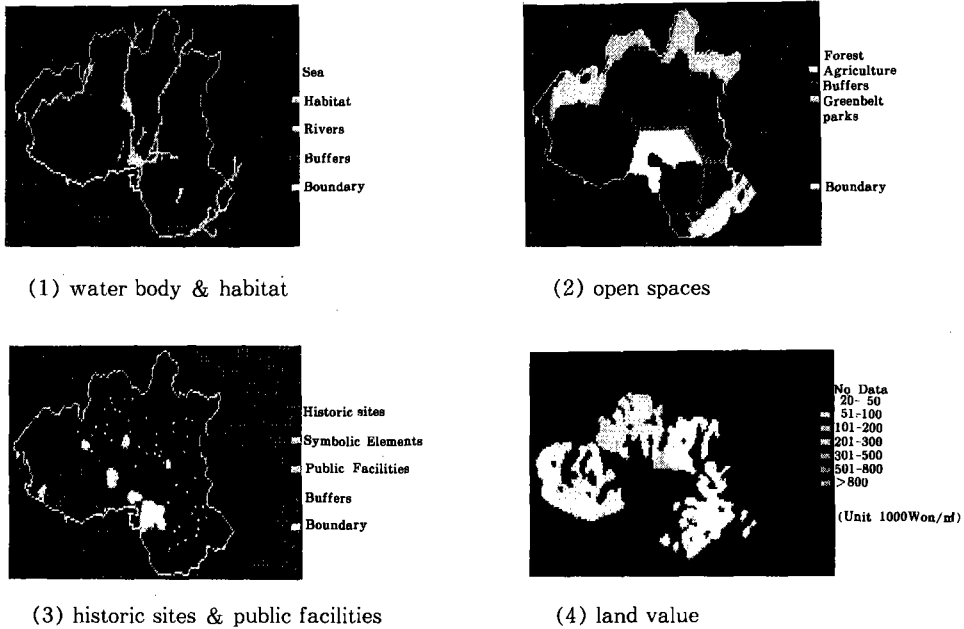 Sea
Habitat
Rivers
Buffers
Boundary
(1) water body & habitat
Forest
Agriculture
Buffers
Greenbelt
parks
Boundary
(2) open spaces
Historic sites
Symbolic Elements
Public Facilities
Buffers
Boundary
(3) historic sites & public facilities
No Data
20- 50
51-100
101-200
201-300
301-500
501-800
>800
(Unit 1000Won/㎡)
(4) land value